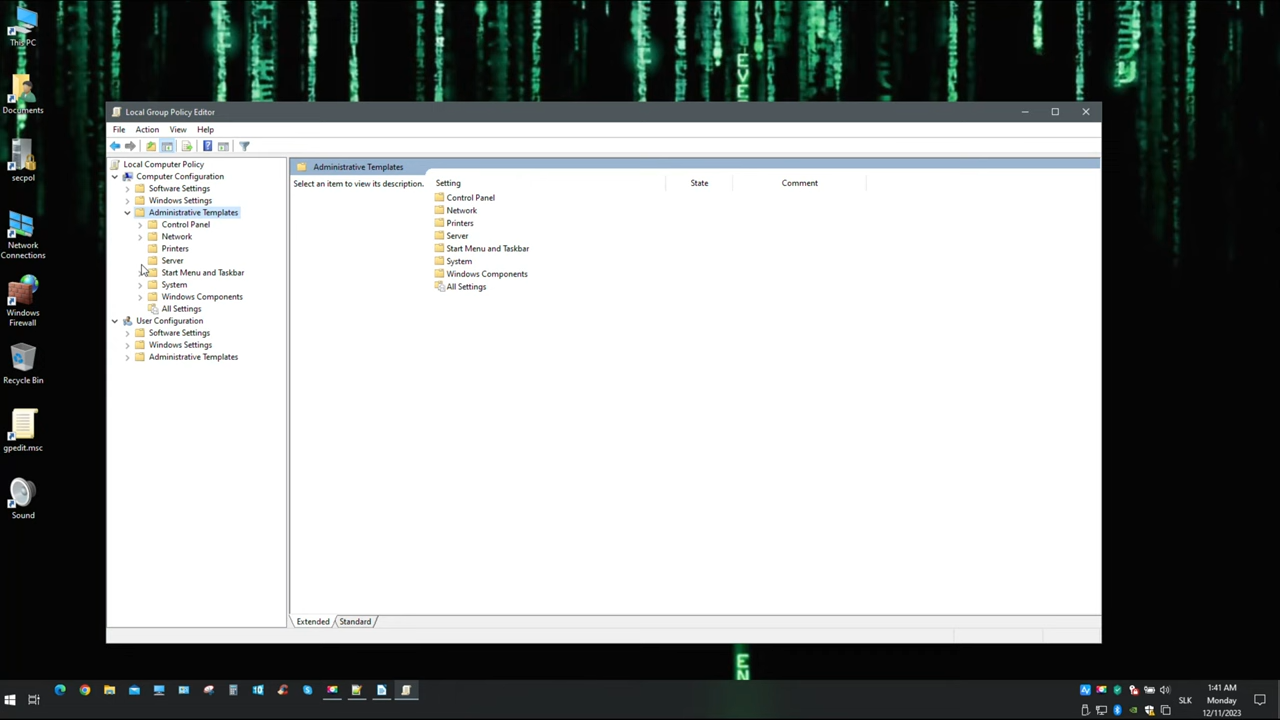 This PC
Documents
secpol
Network
Connections
Windows
Firewall
Recycle Bin
gpedit.msc
Sound
Local Group Policy Editor
File Action View Help
Local Computer Policy
Computer Configuration
Software Settings
Windows Settings
Administrative Templates
Control Panel
Network
Printers
Server
Start Menu and Taskbar
System
Windows Components
All Settings
User Configuration
Software Settings
Windows Settings
Administrative Templates
Administrative Templates
Select an item to view its description.
Setting State Comment
Control Panel
Network
Printers
Server
Start Menu and Taskbar
System
Windows Components
All Settings
Extended Standard
SLK
1:41 AM
Monday
12/11/2023